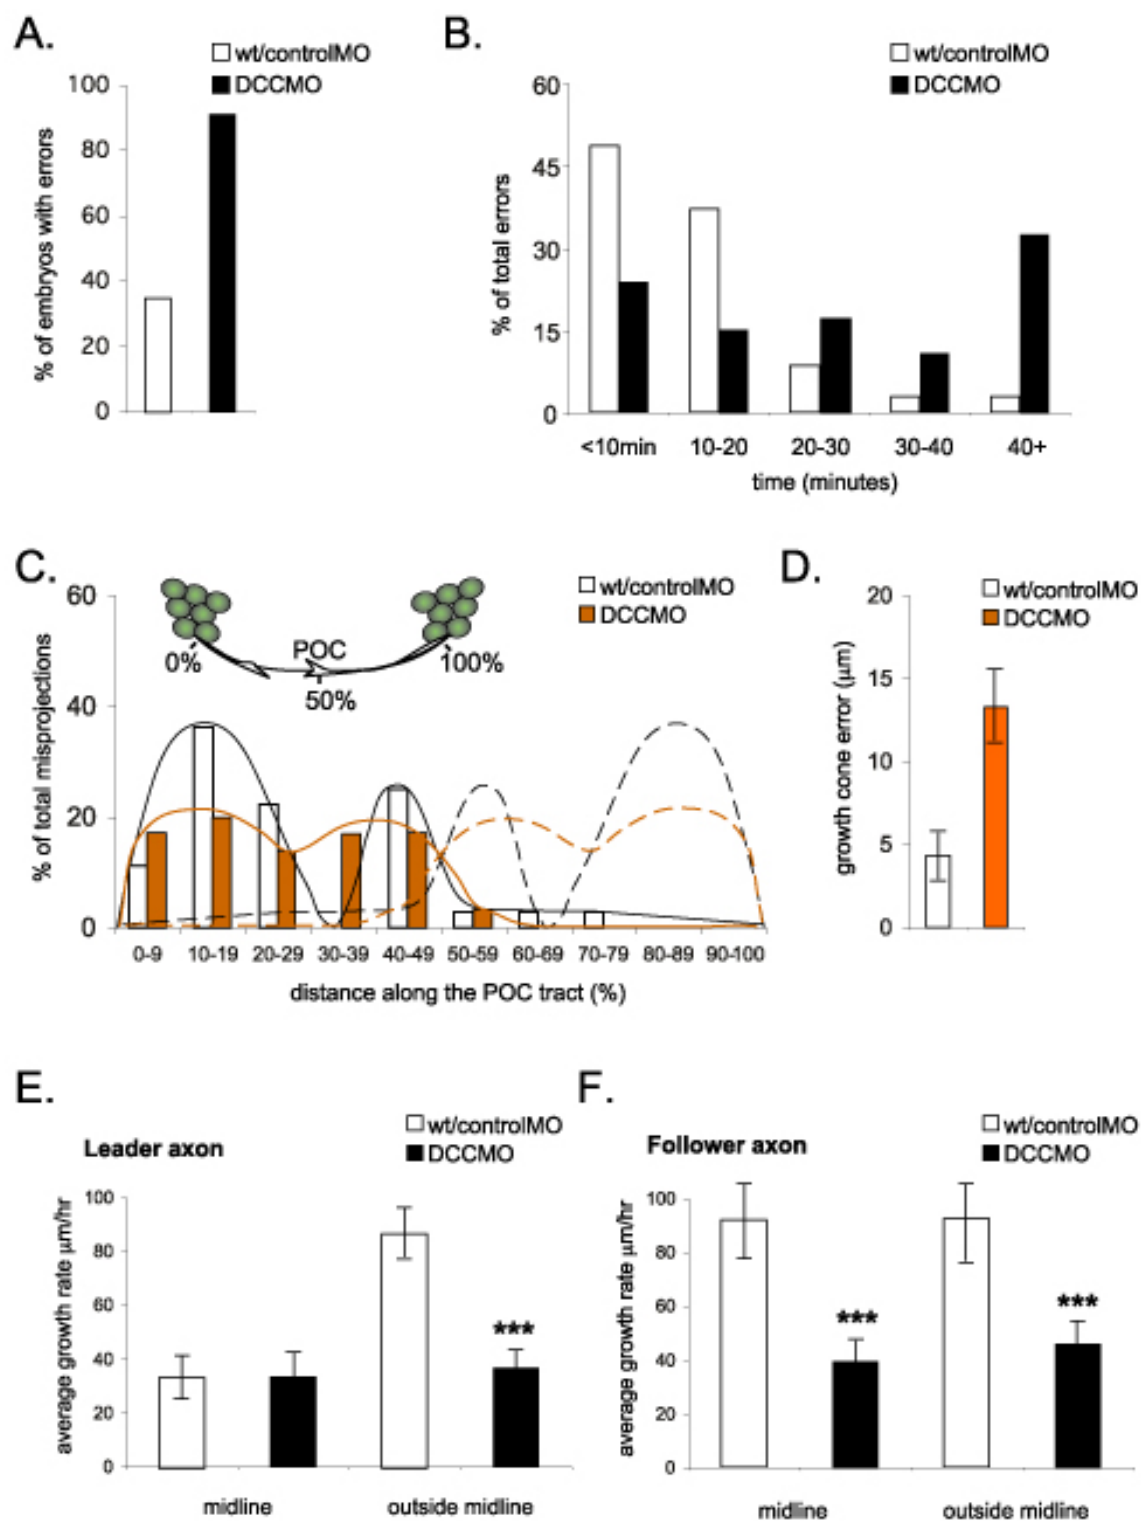 A.
wt/controlMO
DCCMO
% of embryos with errors
100
80
60
40
20
0
B.
wt/controlMO
DCCMO
% of total errors
60
45
30
15
0
<10min 10-20 20-30 30-40 40+
time (minutes)
C.
wt/controlMO
DCCMO
% of total misprojections
60
40
20
0
0%
POC
50%
100%
0-9 10-19 20-29 30-39 40-49 50-59 60-69 70-79 80-89 90-100
distance along the POC tract (%)
D.
wt/controlMO
DCCMO
growth cone error (μm)
20
15
10
5
0
E.
wt/controlMO
DCCMO
Leader axon
average growth rate μm/hr
100
80
60
40
20
0
***
midline outside midline
F.
wt/controlMO
DCCMO
Follower axon
average growth rate μm/hr
100
80
60
40
20
0
***
***
midline outside midline